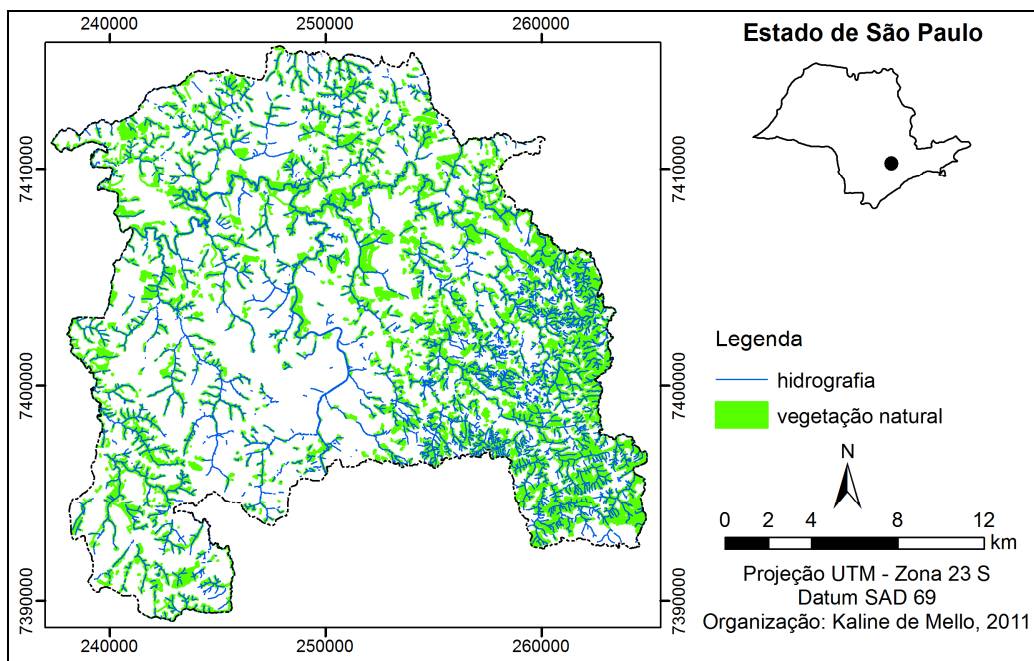 240000
250000
260000
7410000
7400000
7390000
7410000
7400000
7390000
240000
250000
260000
Estado de São Paulo
Legenda
hidrografia
vegetação natural
N
0 2 4 8 12
km
Projeção UTM - Zona 23 S
Datum SAD 69
Organização: Kaline de Mello, 2011